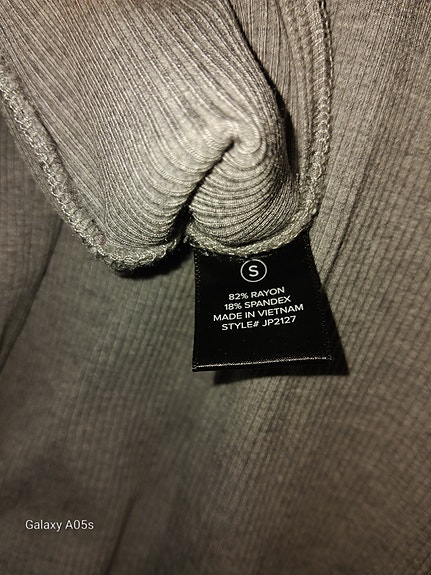 S
82% RAYON
18% SPANDEX
MADE IN VIETNAM
STYLE# JP2127
Galaxy A05s